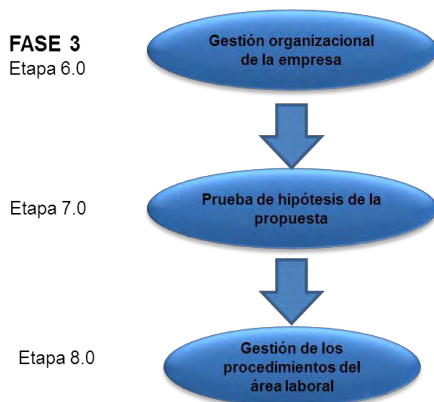 FASE 3
Etapa 6.0
Gestión organizacional
de la empresa
Etapa 7.0
Prueba de hipótesis de la
propuesta
Etapa 8.0
Gestión de los
procedimientos del
área laboral